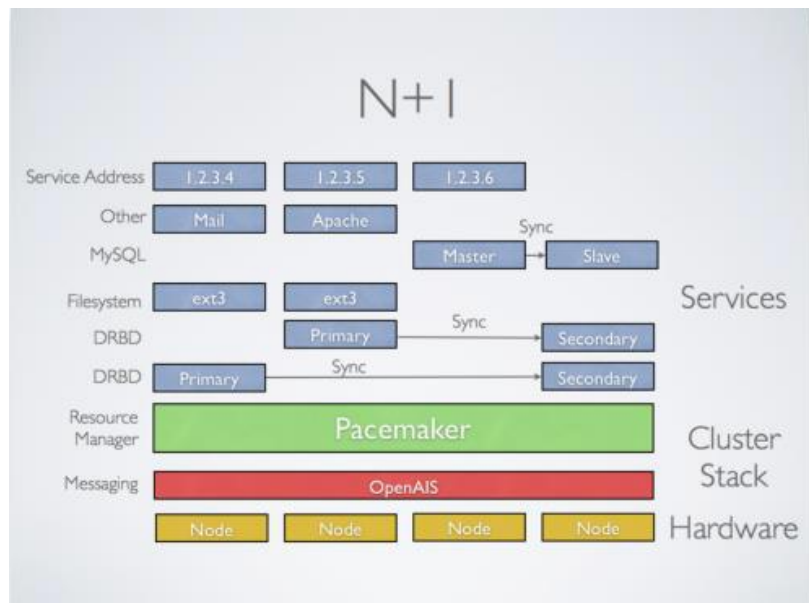 N+1
Service Address 1.2.3.4 1.2.3.5 1.2.3.6
Other Mail Apache
Sync
MySQL Master Slave
Services
Filesystem ext3 ext3
Sync
DRBD Primary Secondary
Sync
DRBD Primary Secondary
Resource
Manager
Pacemaker
Cluster
Stack
Messaging OpenAIS
Node Node Node Node Hardware